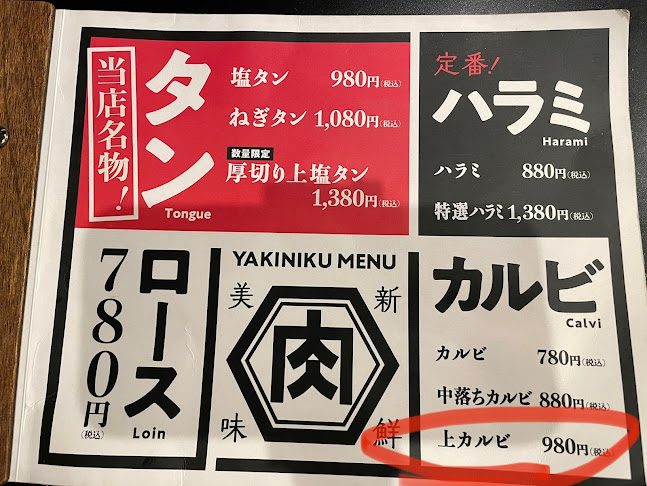 当店名物!
タン
Tongue
塩タン 980円(税込)
ねぎタン 1,080円(税込)
数量限定
厚切り上塩タン
1,380円(税込)
定番!
ハラミ
Harami
ハラミ 880円(税込)
特選ハラミ 1,380円(税込)
ロース
Loin
780円(税込)
YAKINIKU MENU
新鮮
肉
美味
カルビ
Calvi
カルビ 780円(税込)
中落ちカルビ 880円(税込)
上カルビ 980円(税込)